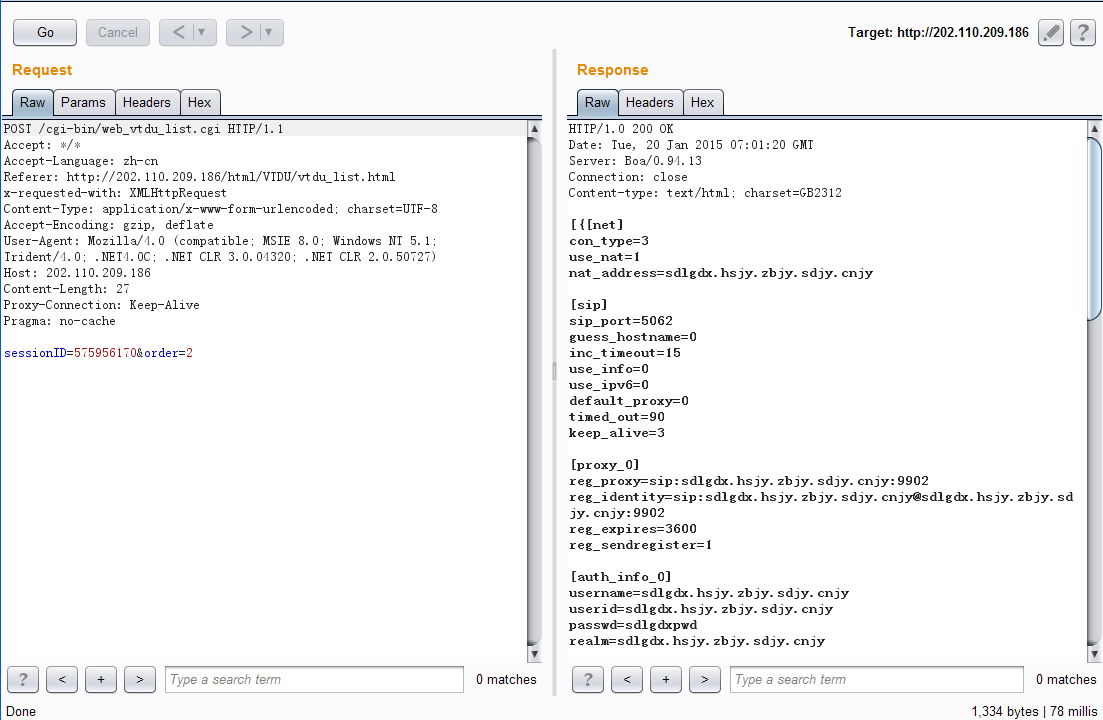 Go
Cancel
<
>
Target: http://202.110.209.186
?
Request
Raw
Params
Headers
Hex
POST /cgi-bin/web_vtdu_list.cgi HTTP/1.1
Accept: */*
Accept-Language: zh-cn
Referer: http://202.110.209.186/html/VTDU/vtdu_list.html
x-requested-with: XMLHttpRequest
Content-Type: application/x-www-form-urlencoded; charset=UTF-8
Accept-Encoding: gzip, deflate
User-Agent: Mozilla/4.0 (compatible; MSIE 8.0; Windows NT 5.1;
Trident/4.0; .NET4.0C; .NET CLR 3.0.04320; .NET CLR 2.0.50727)
Host: 202.110.209.186
Content-Length: 27
Proxy-Connection: Keep-Alive
Pragma: no-cache
sessionID=575956170&order=2
?
<
+
>
Type a search term
0 matches
Response
Raw
Headers
Hex
HTTP/1.0 200 OK
Date: Tue, 20 Jan 2015 07:01:20 GMT
Server: Boa/0.94.13
Connection: close
Content-type: text/html; charset=GB2312
[{[net]
con_type=3
use_nat=1
nat_address=sdlgdx.hsjy.zbjy.sdjy.cnjy
[sip]
sip_port=5062
guess_hostname=0
inc_timeout=15
use_info=0
use_ipv6=0
default_proxy=0
timed_out=90
keep_alive=3
[proxy_0]
reg_proxy=sip:sdlgdx.hsjy.zbjy.sdjy.cnjy:9902
reg_identity=sip:sdlgdx.hsjy.zbjy.sdjy.cnjy@sdlgdx.hsjy.zbjy.sd
jy.cnjy:9902
reg_expires=3600
reg_sendregister=1
[auth_info_0]
username=sdlgdx.hsjy.zbjy.sdjy.cnjy
userid=sdlgdx.hsjy.zbjy.sdjy.cnjy
passwd=sdlgdxpwd
realm=sdlgdx.hsjy.zbjy.sdjy.cnjy
?
<
+
>
Type a search term
0 matches
Done
1,334 bytes | 78 millis